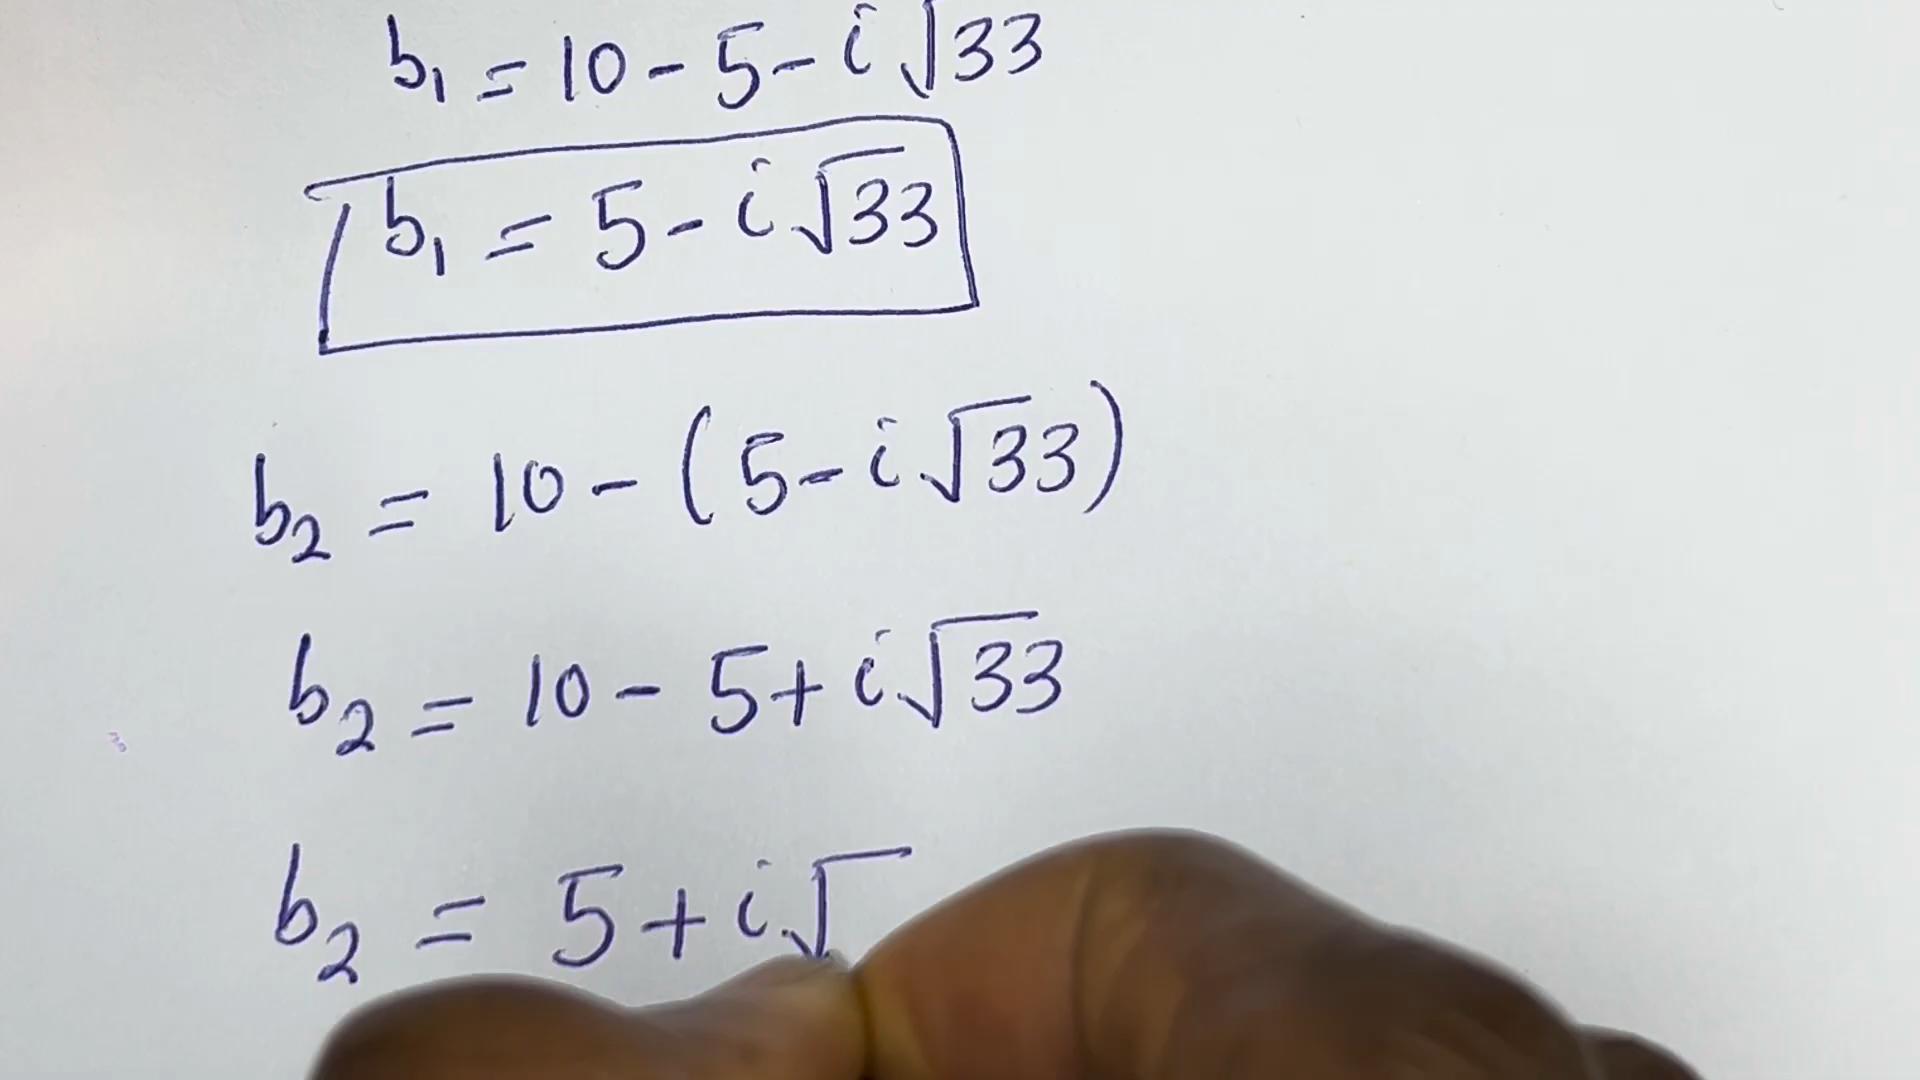 b₁ = 10 - 5 - i√33
b₁ = 5 - i√33
b₂ = 10 - (5 - i√33)
b₂ = 10 - 5 + i√33
b₂ = 5 + i√